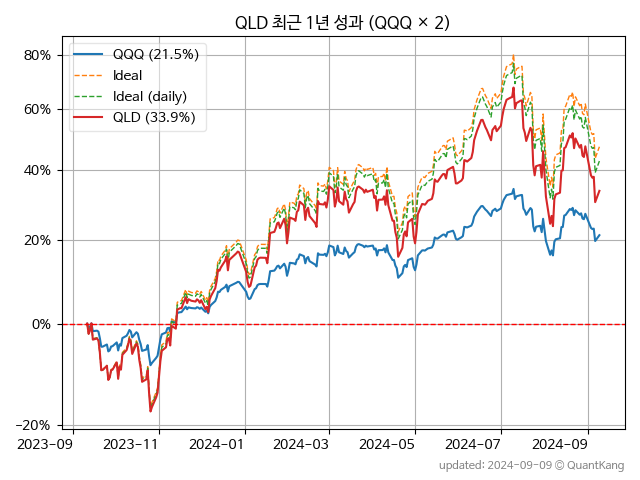 QLD 최근 1년 성과 (QQQ × 2)
QQQ (21.5%)
Ideal
Ideal (daily)
QLD (33.9%)
80%
60%
40%
20%
0%
−20%
2023-09 2023-11 2024-01 2024-03 2024-05 2024-07 2024-09
updated: 2024-09-09 © QuantKang